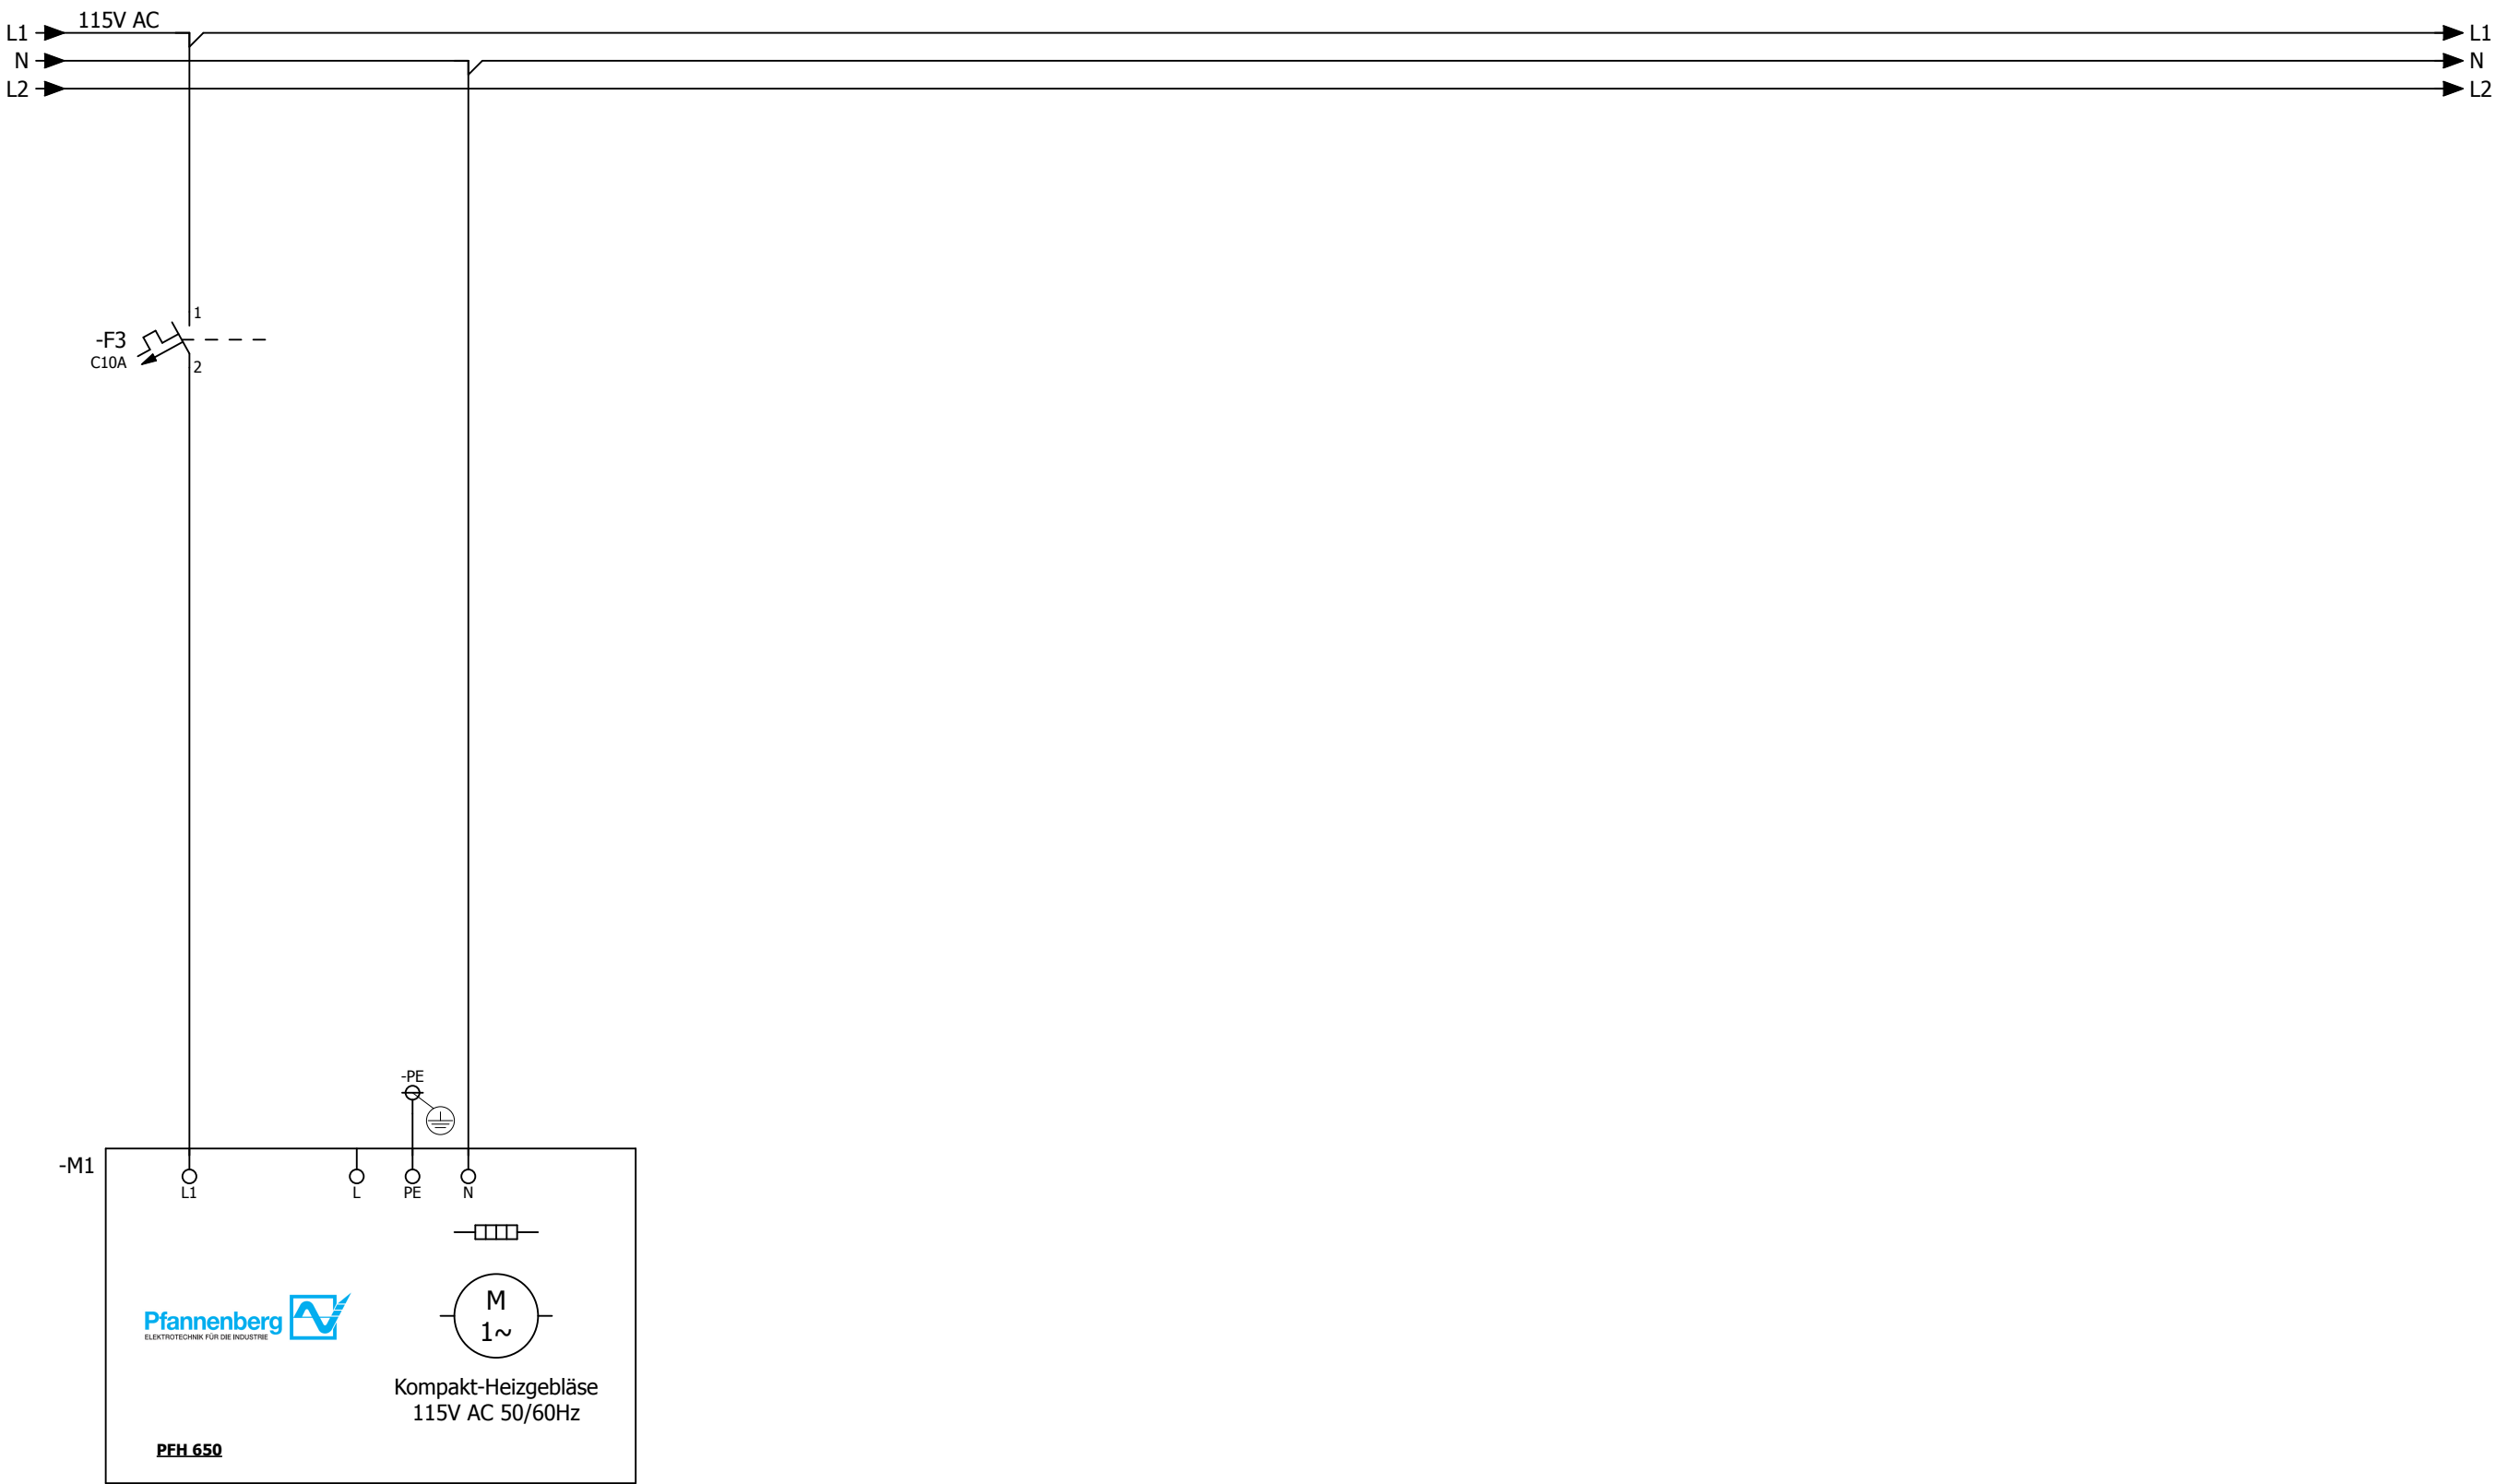 115V AC
L1
L1
N
N
L2
L2
1
-F3
C10A
2
-PE
-M1
L1
L
PE
N
M
1~
Pfannenberg
ELEKTROTECHNIK FÜR DIE INDUSTRIE
Kompakt-Heizgebläse
115V AC 50/60Hz
PFH 650